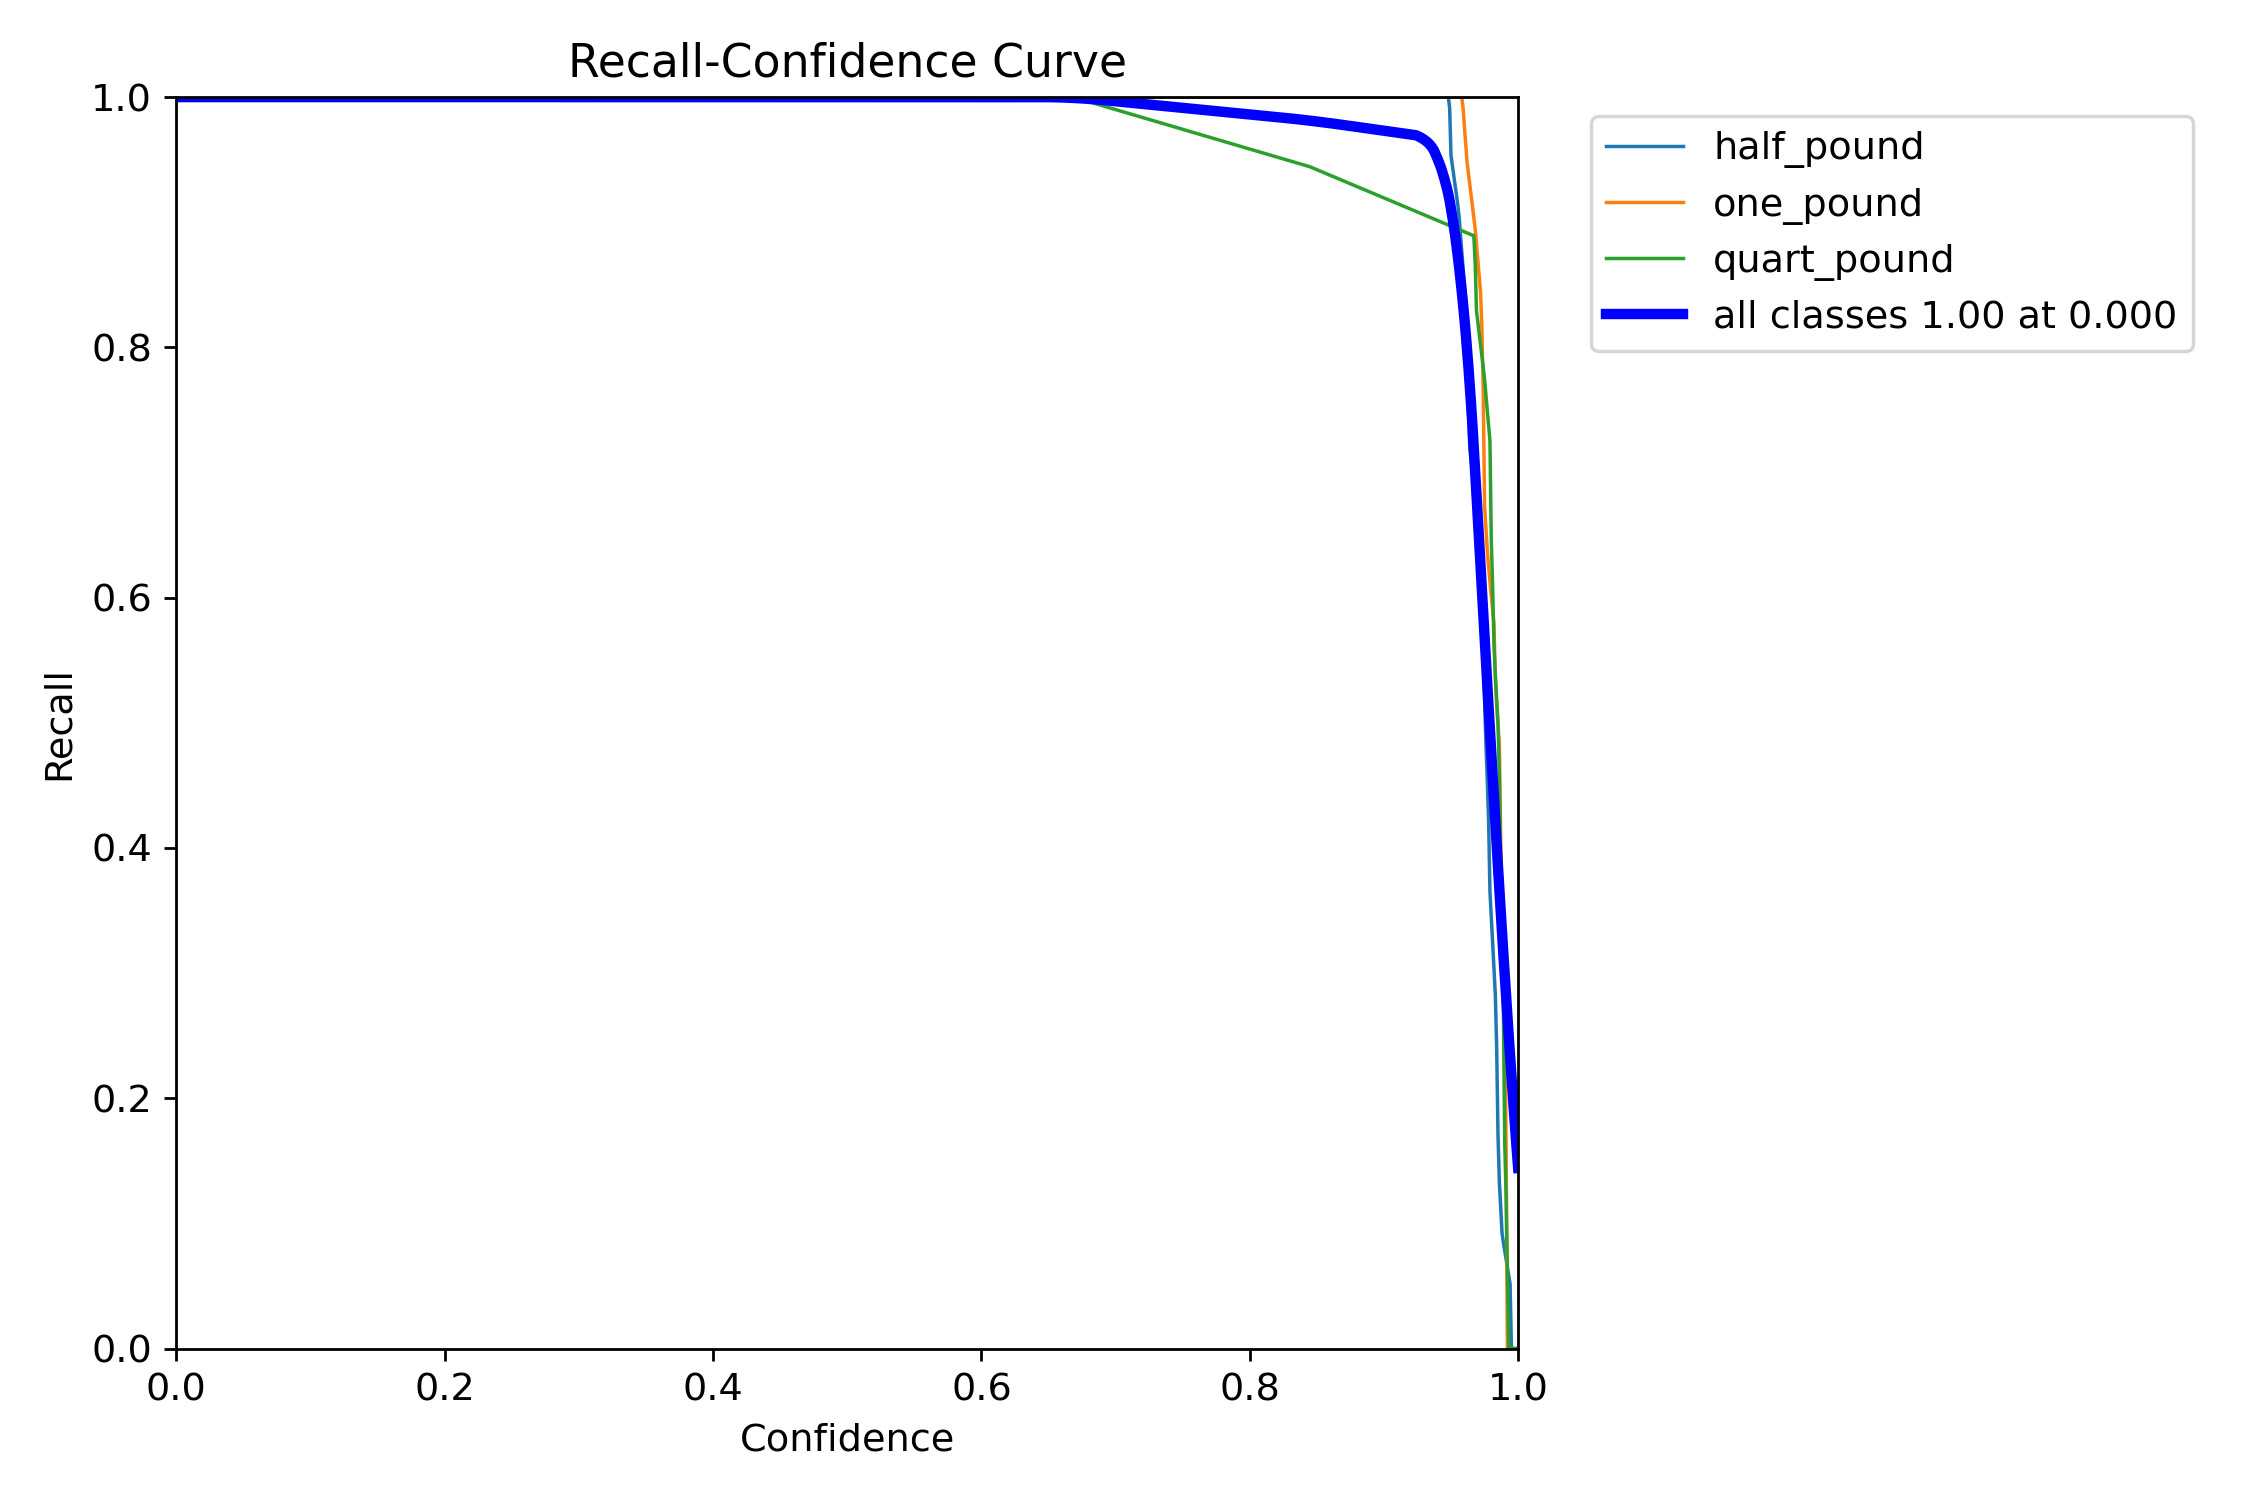 Recall-Confidence Curve
1.0
0.8
0.6
0.4
0.2
0.0
Recall
0.0 0.2 0.4 0.6 0.8 1.0
Confidence
half_pound
one_pound
quart_pound
all classes 1.00 at 0.000